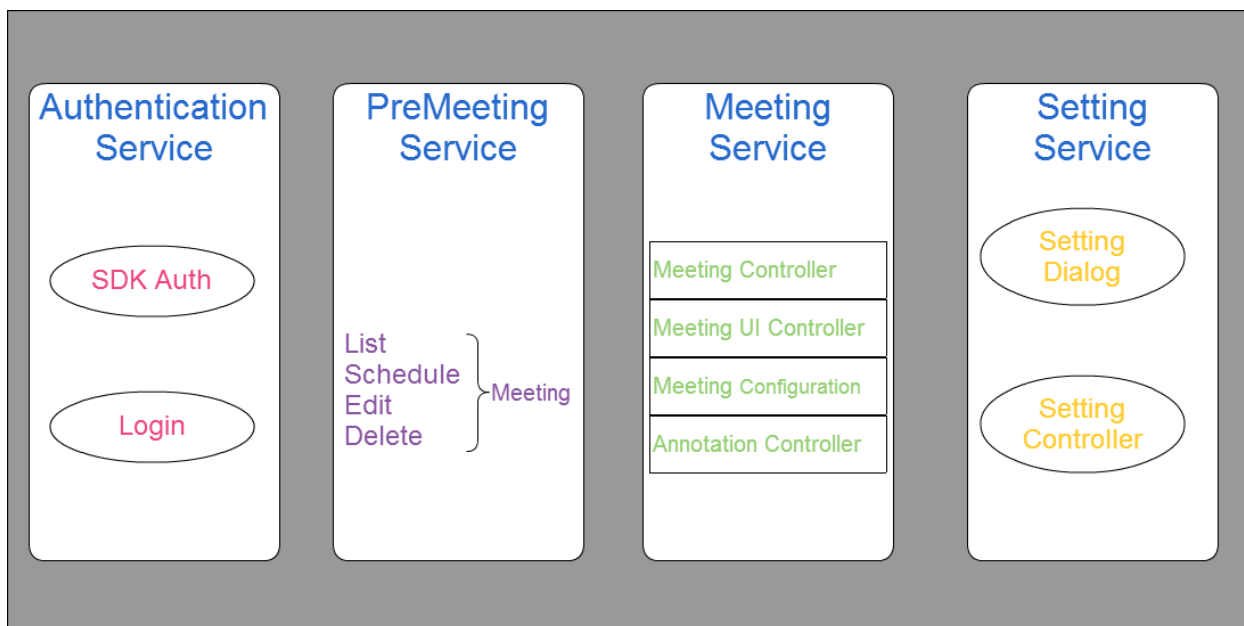 Authentication
Service
SDK Auth
Login
PreMeeting
Service
List
Schedule
Edit
Delete
Meeting
Meeting
Service
Meeting Controller
Meeting UI Controller
Meeting Configuration
Annotation Controller
Setting
Service
Setting
Dialog
Setting
Controller